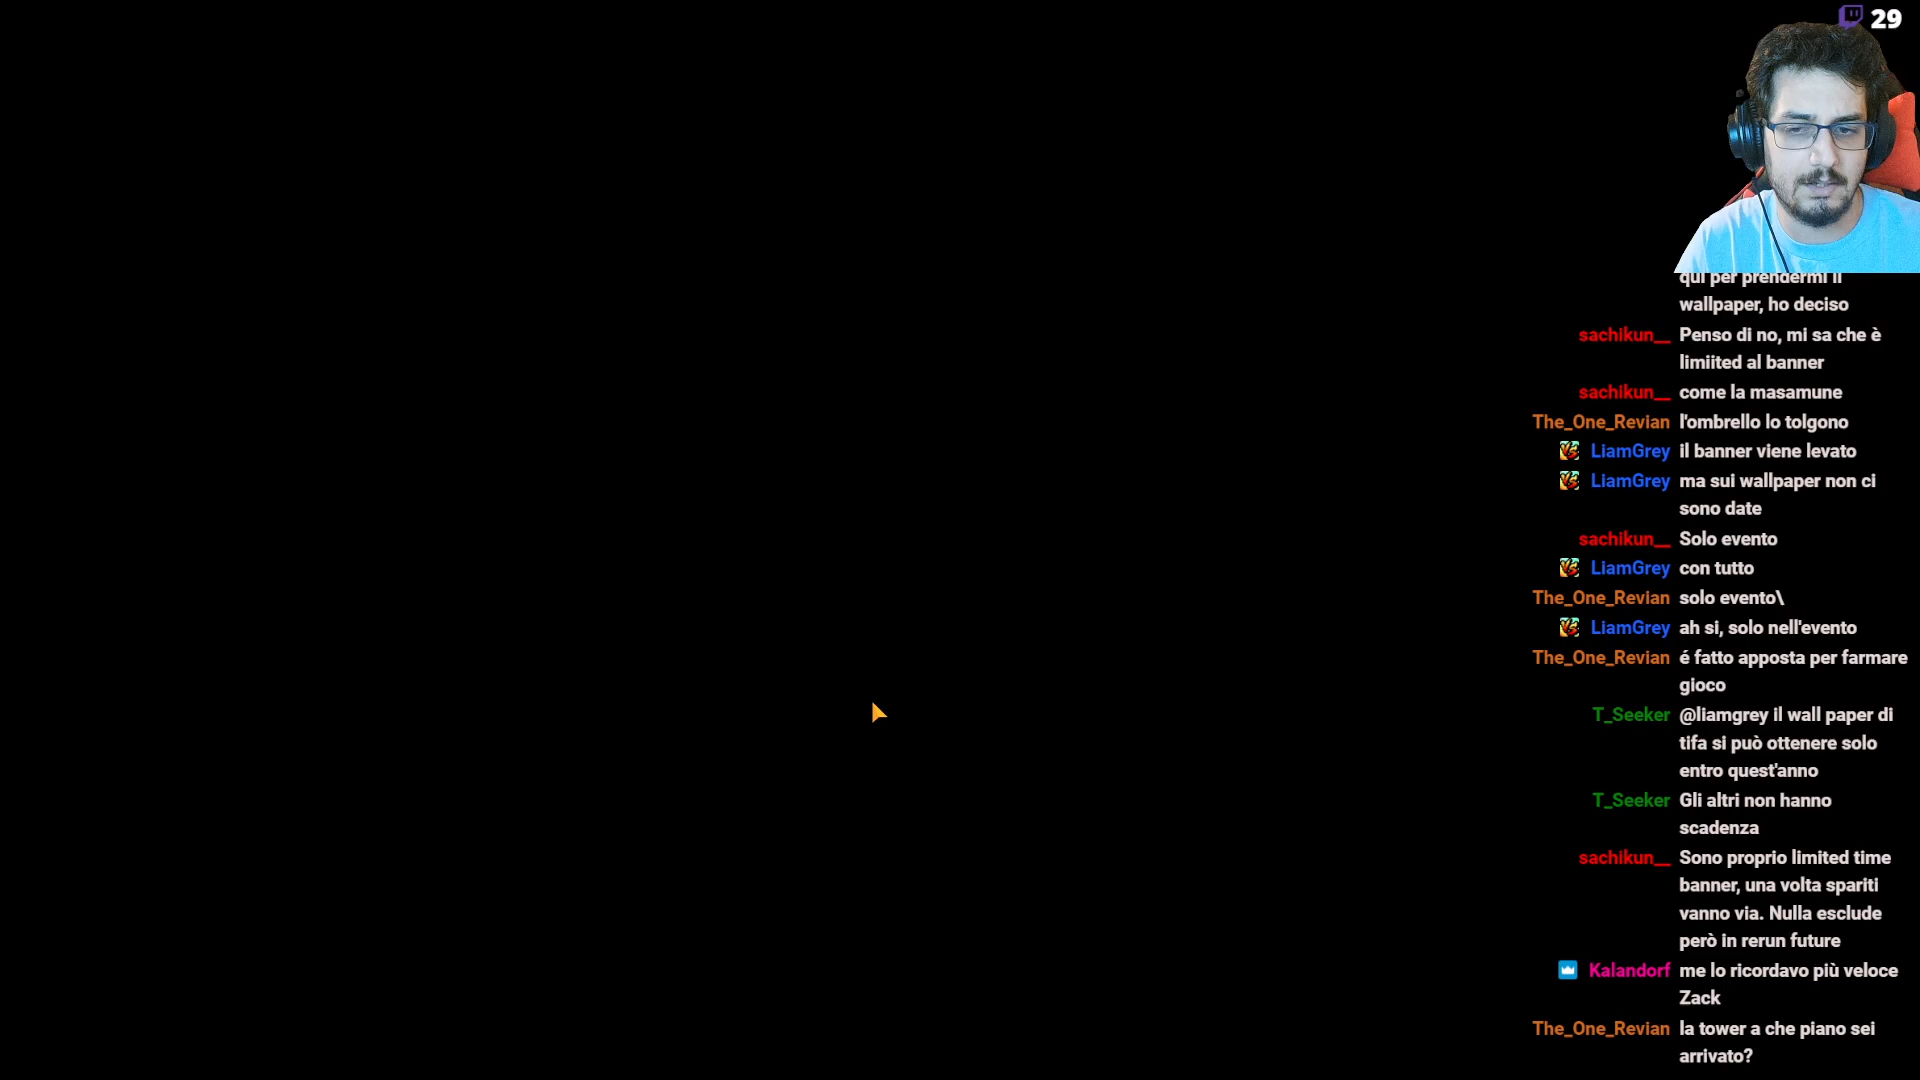 29
qui per prendermi il
wallpaper, ho deciso
sachikun__ Penso di no, mi sa che è
limiited al banner
sachikun__ come la masamune
The_One_Revian l'ombrello lo tolgono
LiamGrey il banner viene levato
LiamGrey ma sui wallpaper non ci
sono date
sachikun__ Solo evento
LiamGrey con tutto
The_One_Revian solo evento\
LiamGrey ah si, solo nell'evento
The_One_Revian é fatto apposta per farmare
gioco
T_Seeker @liamgrey il wall paper di
tifa si può ottenere solo
entro quest'anno
T_Seeker Gli altri non hanno
scadenza
sachikun__ Sono proprio limited time
banner, una volta spariti
vanno via. Nulla esclude
però in rerun future
Kalandorf me lo ricordavo più veloce
Zack
The_One_Revian la tower a che piano sei
arrivato?